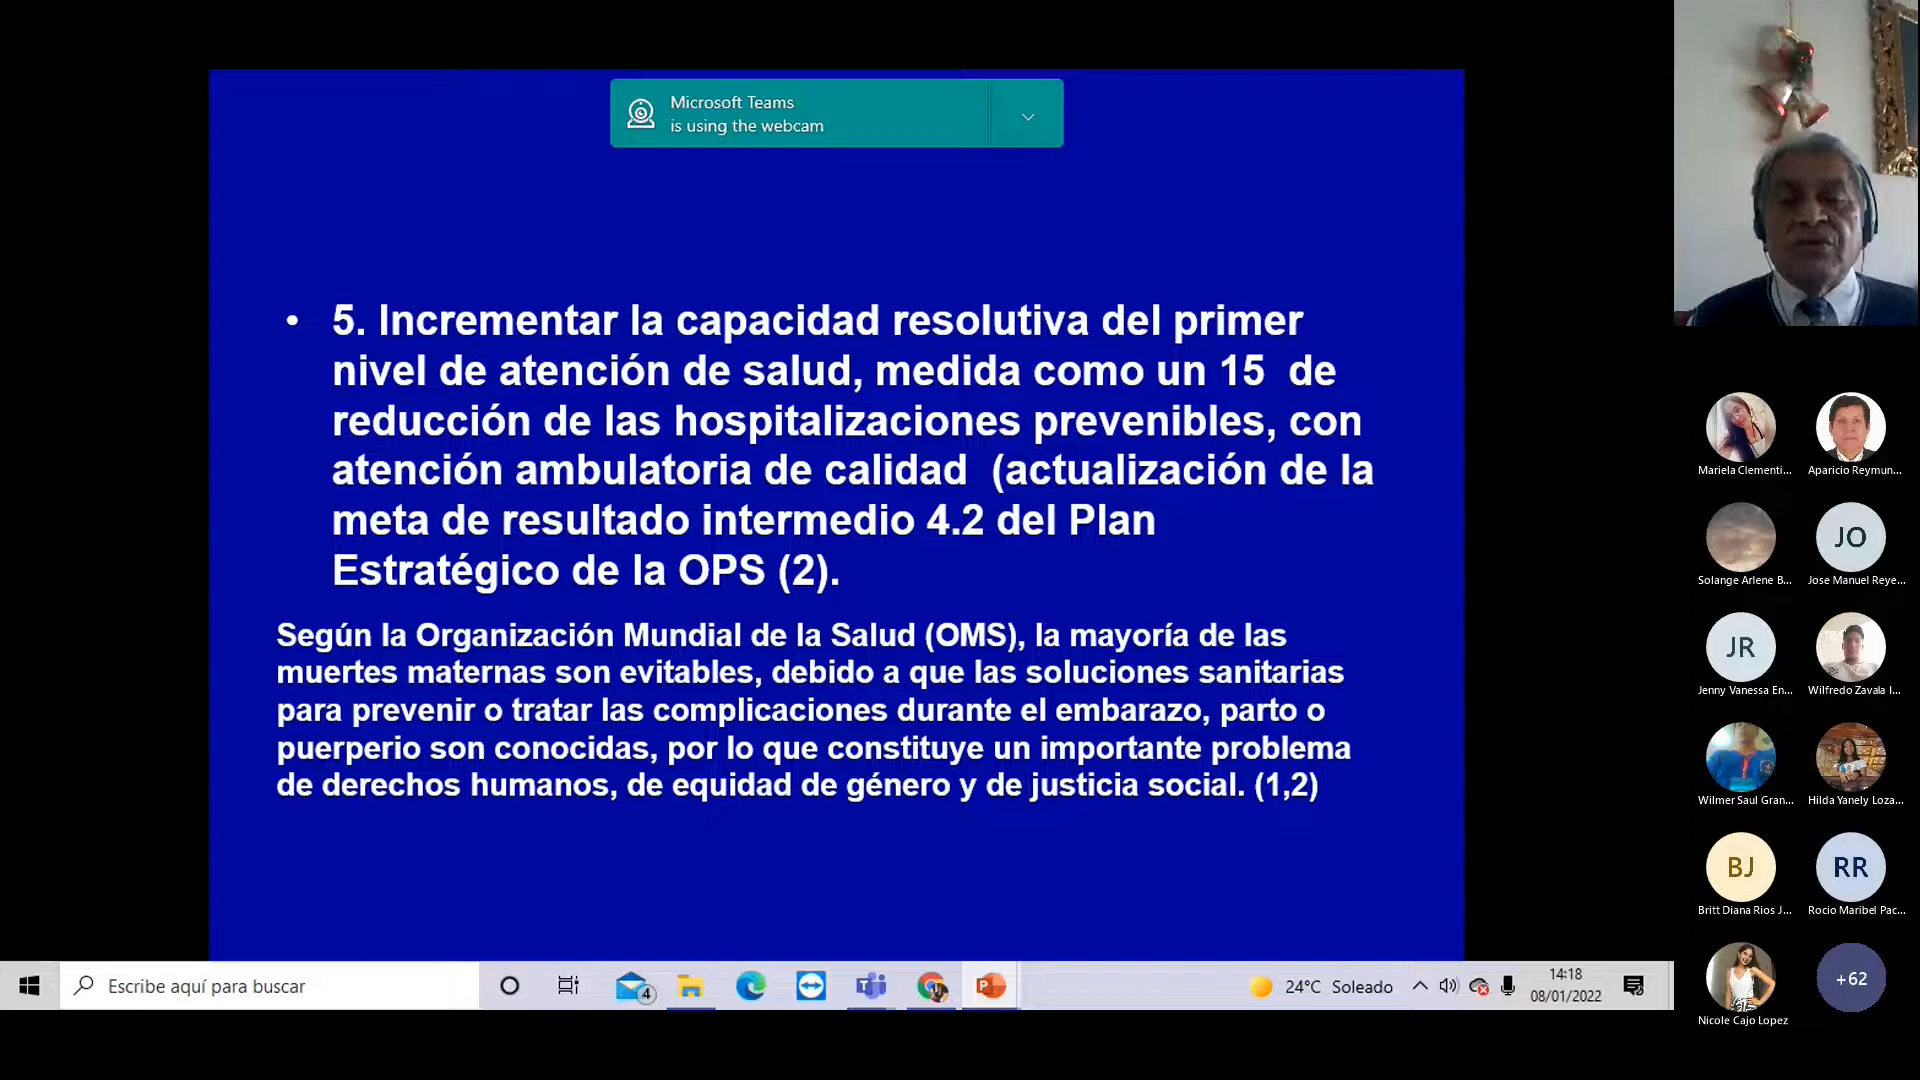 Microsoft Teams
is using the webcam
• 5. Incrementar la capacidad resolutiva del primer
nivel de atención de salud, medida como un 15  de
reducción de las hospitalizaciones prevenibles, con
atención ambulatoria de calidad  (actualización de la
meta de resultado intermedio 4.2 del Plan
Estratégico de la OPS (2).
Según la Organización Mundial de la Salud (OMS), la mayoría de las
muertes maternas son evitables, debido a que las soluciones sanitarias
para prevenir o tratar las complicaciones durante el embarazo, parto o
puerperio son conocidas, por lo que constituye un importante problema
de derechos humanos, de equidad de género y de justicia social. (1,2)
Mariela Clementi...
Aparicio Reymun...
Solange Arlene B...
JO
Jose Manuel Reye...
JR
Jenny Vanessa En...
Wilfredo Zavala I...
Wilmer Saul Gran...
Hilda Yanely Loza...
BJ
Britt Diana Rios J...
RR
Rocio Maribel Pac...
Nicole Cajo Lopez
+62
Escribe aquí para buscar
4
24°C Soleado
14:18
08/01/2022